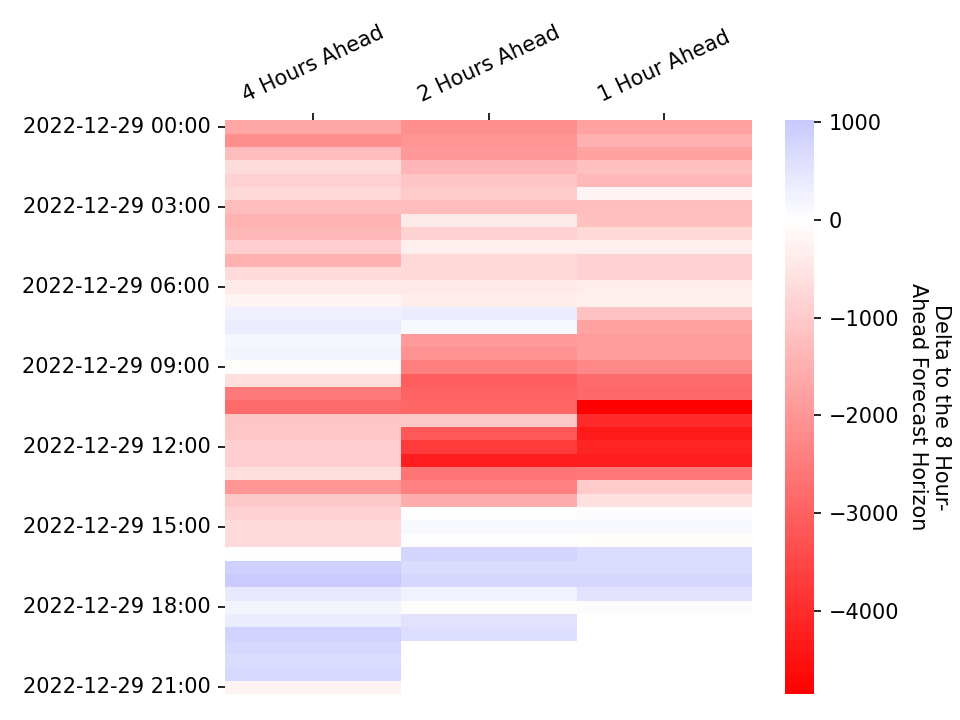 4 Hours Ahead
2 Hours Ahead
1 Hour Ahead
2022-12-29 00:00
2022-12-29 03:00
2022-12-29 06:00
2022-12-29 09:00
2022-12-29 12:00
2022-12-29 15:00
2022-12-29 18:00
2022-12-29 21:00
1000
0
−1000
−2000
−3000
−4000
Delta to the 8 Hour-
Ahead Forecast Horizon